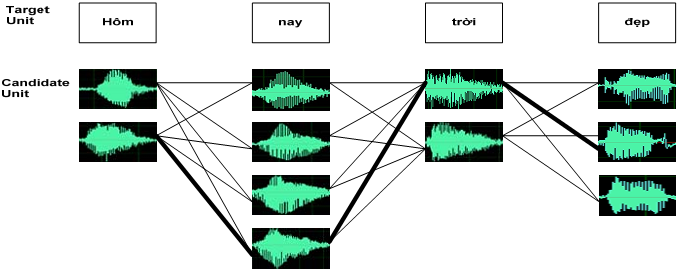 Target
Unit
Hôm
nay
trời
đẹp
Candidate
Unit